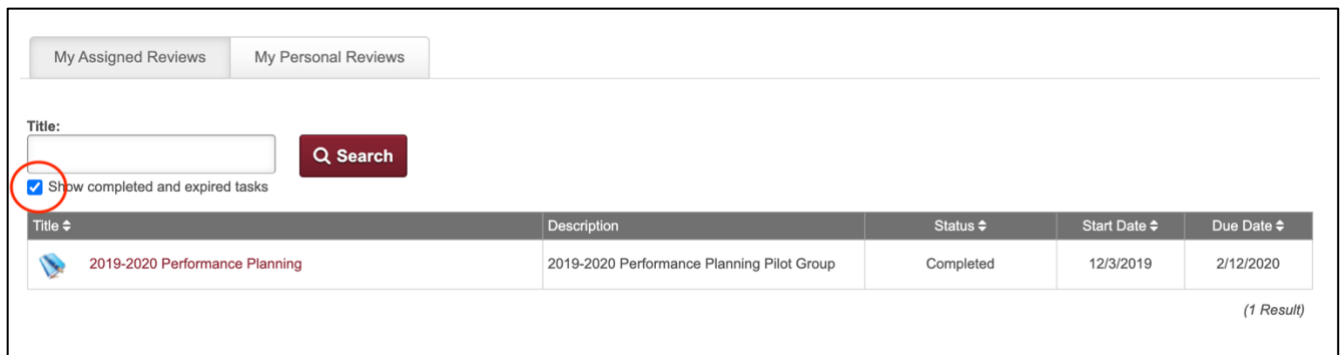 My Assigned Reviews My Personal Reviews
Title:
Search
Show completed and expired tasks
Title Description Status Start Date Due Date
2019-2020 Performance Planning 2019-2020 Performance Planning Pilot Group Completed 12/3/2019 2/12/2020
(1 Result)